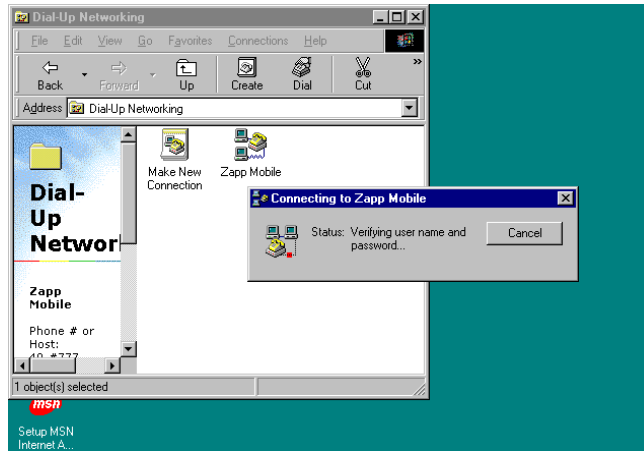 Dial-Up Networking
File Edit View Go Favorites Connections Help
Back Forward Up Create Dial Cut »
Address Dial-Up Networking
Make New
Connection
Zapp Mobile
Dial-
Up
Networ
Zapp
Mobile
Phone # or
Host:
40 #777
1 object(s) selected
Connecting to Zapp Mobile
Status: Verifying user name and
password...
Cancel
msn
Setup MSN
Internet A...